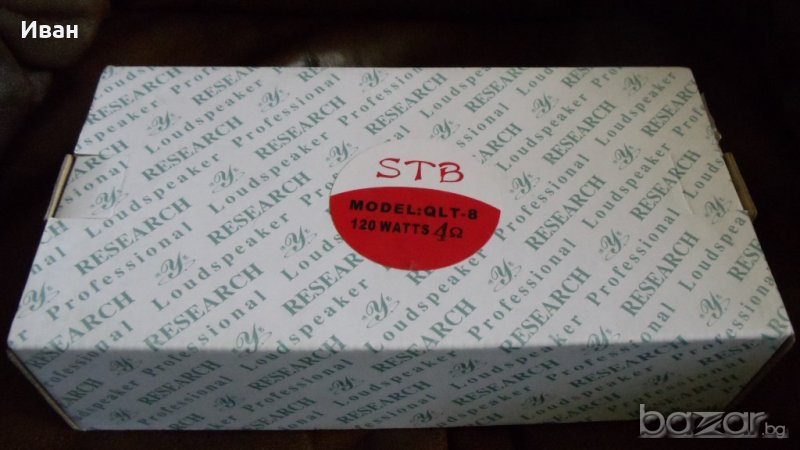 Иван
RESEARCH Professional Loudspeaker
STB
MODEL:QLT-8
120 WATTS 4Ω
bazar.bg